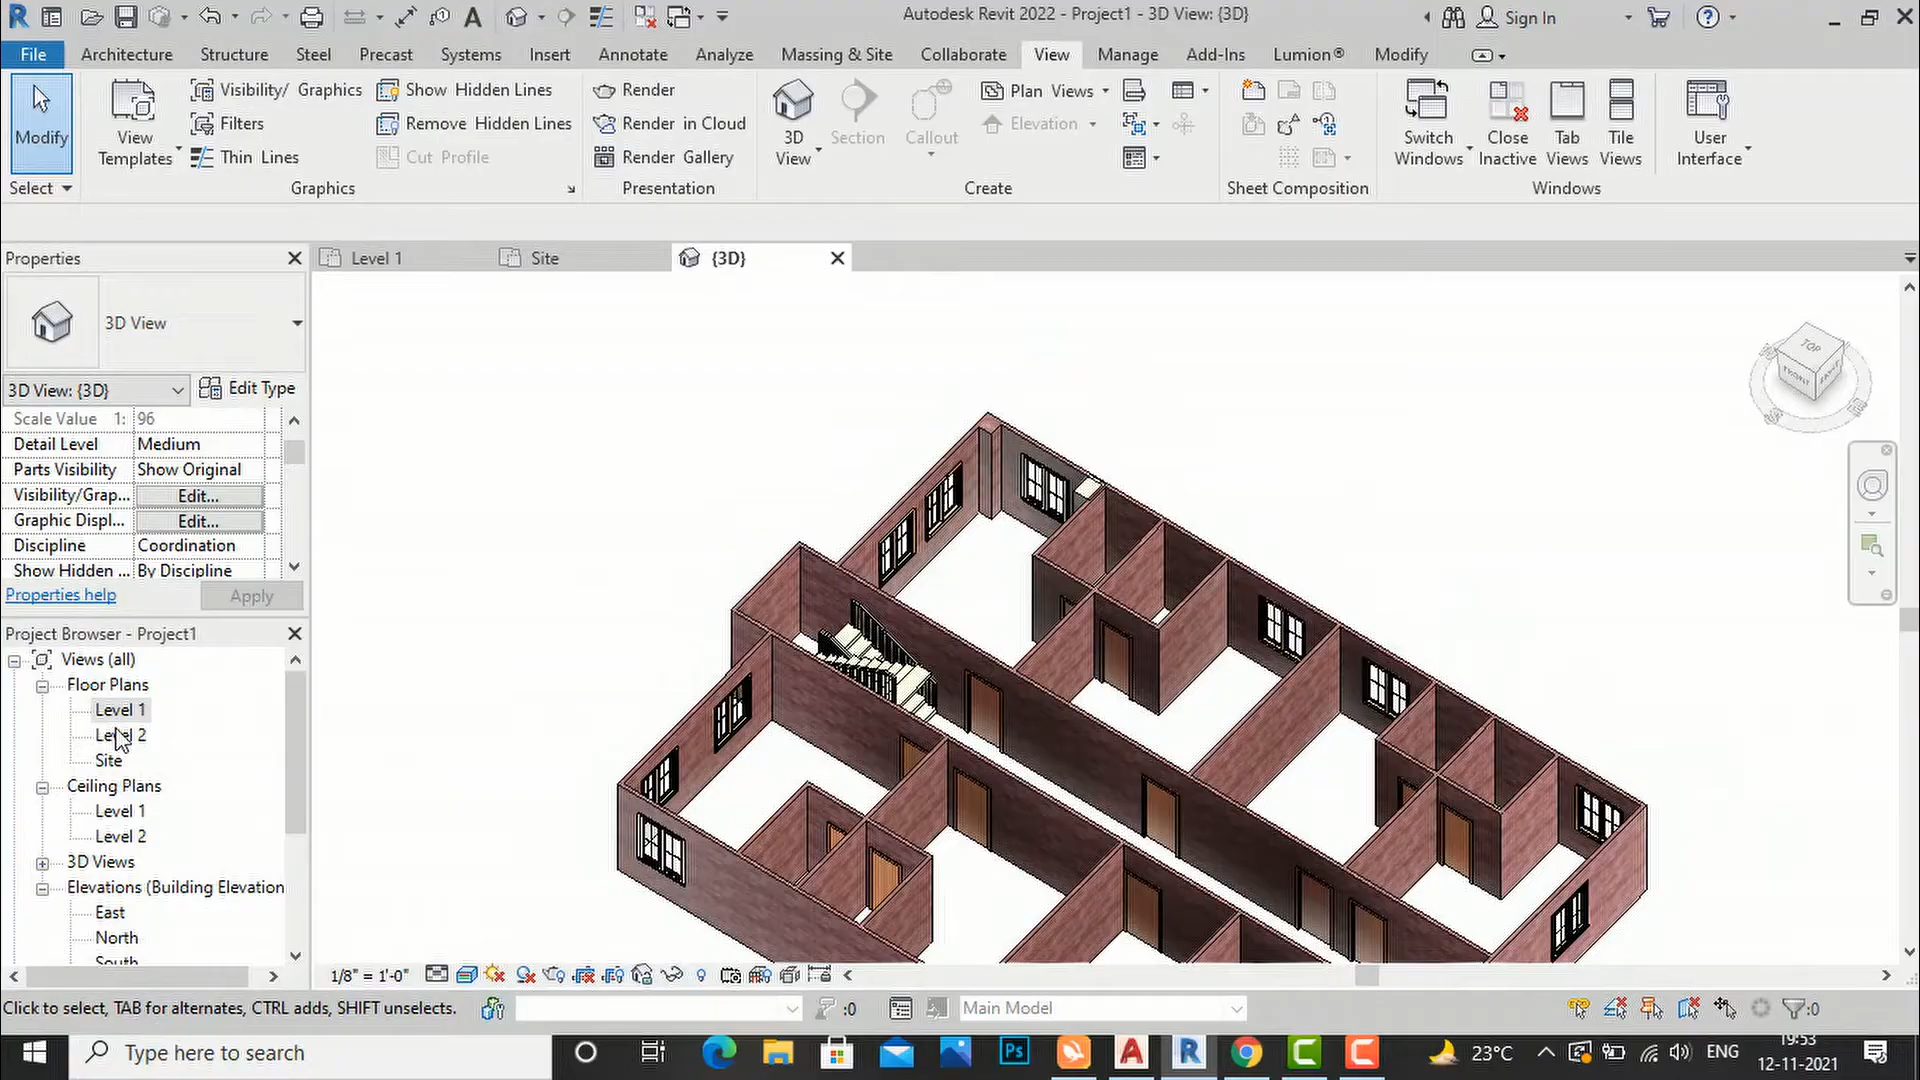 Autodesk Revit 2022 - Project1 - 3D View: {3D}
Sign In
File Architecture Structure Steel Precast Systems Insert Annotate Analyze Massing & Site Collaborate View Manage Add-Ins Lumion® Modify
Modify
View Templates
Visibility/ Graphics
Filters
Thin Lines
Show Hidden Lines
Remove Hidden Lines
Cut Profile
Render
Render in Cloud
Render Gallery
3D View
Section
Callout
Plan Views
Elevation
Switch Windows
Close Inactive
Tab Views
Tile Views
User Interface
Select Graphics Presentation Create Sheet Composition Windows
Properties
Level 1 Site {3D}
3D View
3D View: {3D} Edit Type
Scale Value 1: 96
Detail Level Medium
Parts Visibility Show Original
Visibility/Grap... Edit...
Graphic Displ... Edit...
Discipline Coordination
Show Hidden ... By Discipline
Properties help Apply
TOP
FRONT
Project Browser - Project1
Views (all)
Floor Plans
Level 1
Level 2
Site
Ceiling Plans
Level 1
Level 2
3D Views
Elevations (Building Elevation
East
North
South
1/8" = 1'-0"
Click to select, TAB for alternates, CTRL adds, SHIFT unselects.
:0
Main Model
:0
Type here to search
Ps
23°C
ENG
19:53
12-11-2021